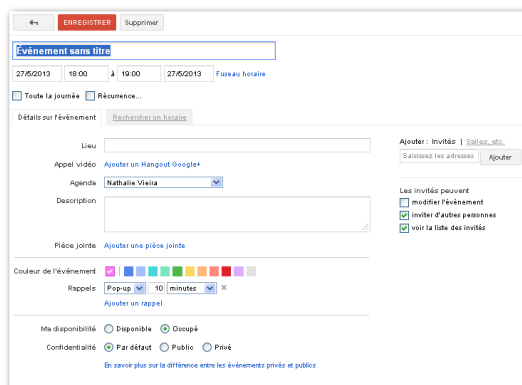 ENREGISTRER Supprimer
Événement sans titre
27/5/2013 18:00 à 19:00 27/5/2013 Fuseau horaire
Toute la journée Récurrence...
Détails sur l'événement Rechercher un horaire
Lieu
Appel vidéo Ajouter un Hangout Google+
Agenda Nathalie Vieira
Description
Pièce jointe Ajouter une pièce jointe
Couleur de l'événement
Rappels Pop-up 10 minutes
Ajouter un rappel
Ma disponibilité Disponible Occupé
Confidentialité Par défaut Public Privé
En savoir plus sur la différence entre les événements privés et publics
Ajouter : Invités | Salles, etc.
Saisissez les adresses Ajouter
Les invités peuvent
modifier l'événement
inviter d'autres personnes
voir la liste des invités